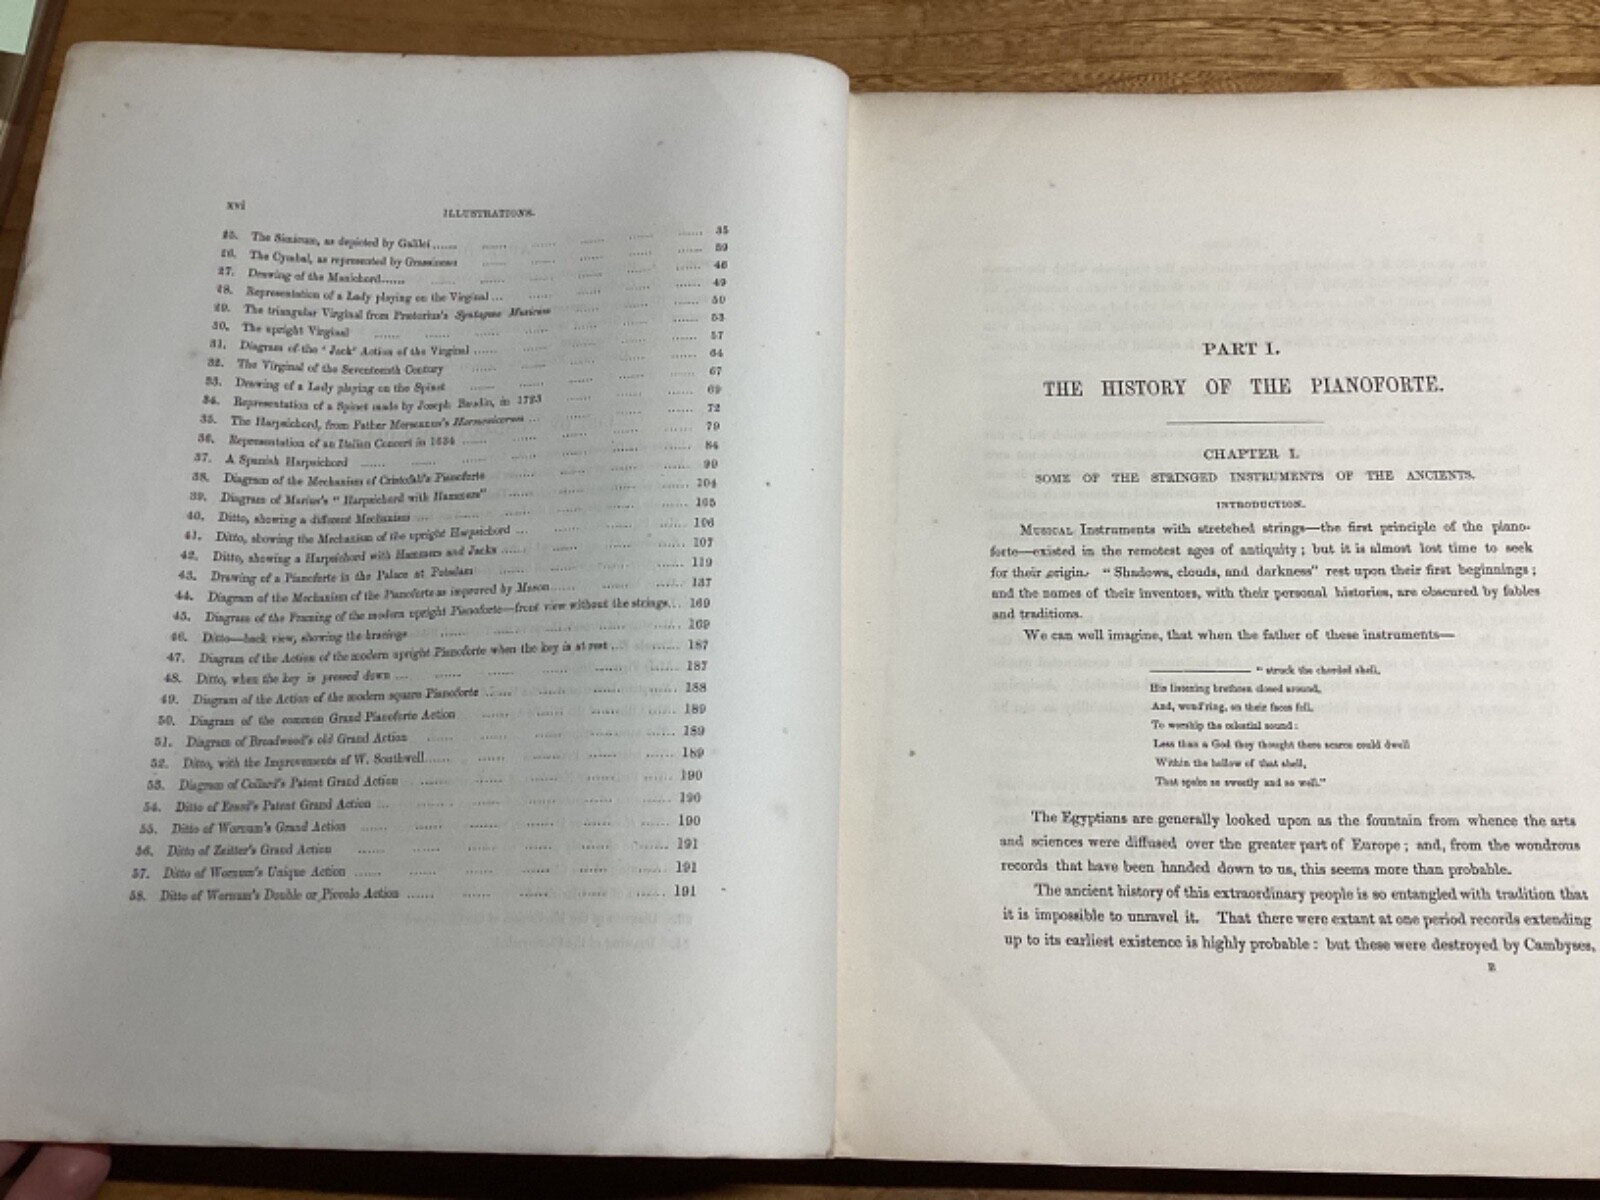 xvi
ILLUSTRATIONS.
25. The Simicum, as depicted by Galilei ...... 35
26. The Cymbal, as represented by Grassineau 39
27. Drawing of the Manichord ...... 46
28. Representation of a Lady playing on the Virginal ... 49
29. The triangular Virginal from Prætorius's Syntagma Musicum 50
30. The upright Virginal 53
31. Diagram of the "Jack" Action of the Virginal ...... 57
32. The Virginal of the Seventeenth Century 64
33. Drawing of a Lady playing on the Spinet 67
34. Representation of a Spinet made by Joseph Baudin, in 1723 69
35. The Harpsichord, from Father Mersenne's Harmonicorum ... 72
36. Representation of an Italian Concert in 1634 ...... 79
37. A Spanish Harpsichord ...... 84
38. Diagram of the Mechanism of Cristofali's Pianoforte 99
39. Diagram of Marius's "Harpsichord with Hammers" 104
40. Ditto, showing a different Mechanism ... 105
41. Ditto, showing the Mechanism of the upright Harpsichord ... 106
42. Ditto, showing a Harpsichord with Hammers and Jacks ...... 107
43. Drawing of a Pianoforte in the Palace at Potsdam 119
44. Diagram of the Mechanism of the Pianoforte as improved by Mason ...... 137
45. Diagram of the Framing of the modern upright Pianoforte—front view without the strings... 169
46. Ditto—back view, showing the bracings 169
47. Diagram of the Action of the modern upright Pianoforte when the key is at rest ... 187
48. Ditto, when the key is pressed down ... 187
49. Diagram of the Action of the modern square Pianoforte ...... 188
50. Diagram of the common Grand Pianoforte Action 189
51. Diagram of Broadwood's old Grand Action 189
52. Ditto, with the Improvements of W. Southwell ...... 189
53. Diagram of Collard's Patent Grand Action 190
54. Ditto of Erard's Patent Grand Action ... 190
55. Ditto of Wornum's Grand Action ...... 190
56. Ditto of Zeitter's Grand Action ...... 191
57. Ditto of Wornum's Unique Action ...... 191
58. Ditto of Wornum's Double or Piccolo Action ...... 191
PART I.
THE HISTORY OF THE PIANOFORTE.
CHAPTER I.
SOME OF THE STRINGED INSTRUMENTS OF THE ANCIENTS.
INTRODUCTION.
MUSICAL Instruments with stretched strings—the first principle of the piano-
forte—existed in the remotest ages of antiquity; but it is almost lost time to seek
for their origin. "Shadows, clouds, and darkness" rest upon their first beginnings;
and the names of their inventors, with their personal histories, are obscured by fables
and traditions.
We can well imagine, that when the father of these instruments—
——— "struck the chorded shell,
His listening brethren stood around,
And, wond'ring, on their faces fell,
To worship the celestial sound:
Less than a God they thought there scarce could dwell
Within the hollow of that shell,
That spoke so sweetly and so well."
The Egyptians are generally looked upon as the fountain from whence the arts
and sciences were diffused over the greater part of Europe; and, from the wondrous
records that have been handed down to us, this seems more than probable.
The ancient history of this extraordinary people is so entangled with tradition that
it is impossible to unravel it. That there were extant at one period records extending
up to its earliest existence is highly probable: but these were destroyed by Cambyses,
B